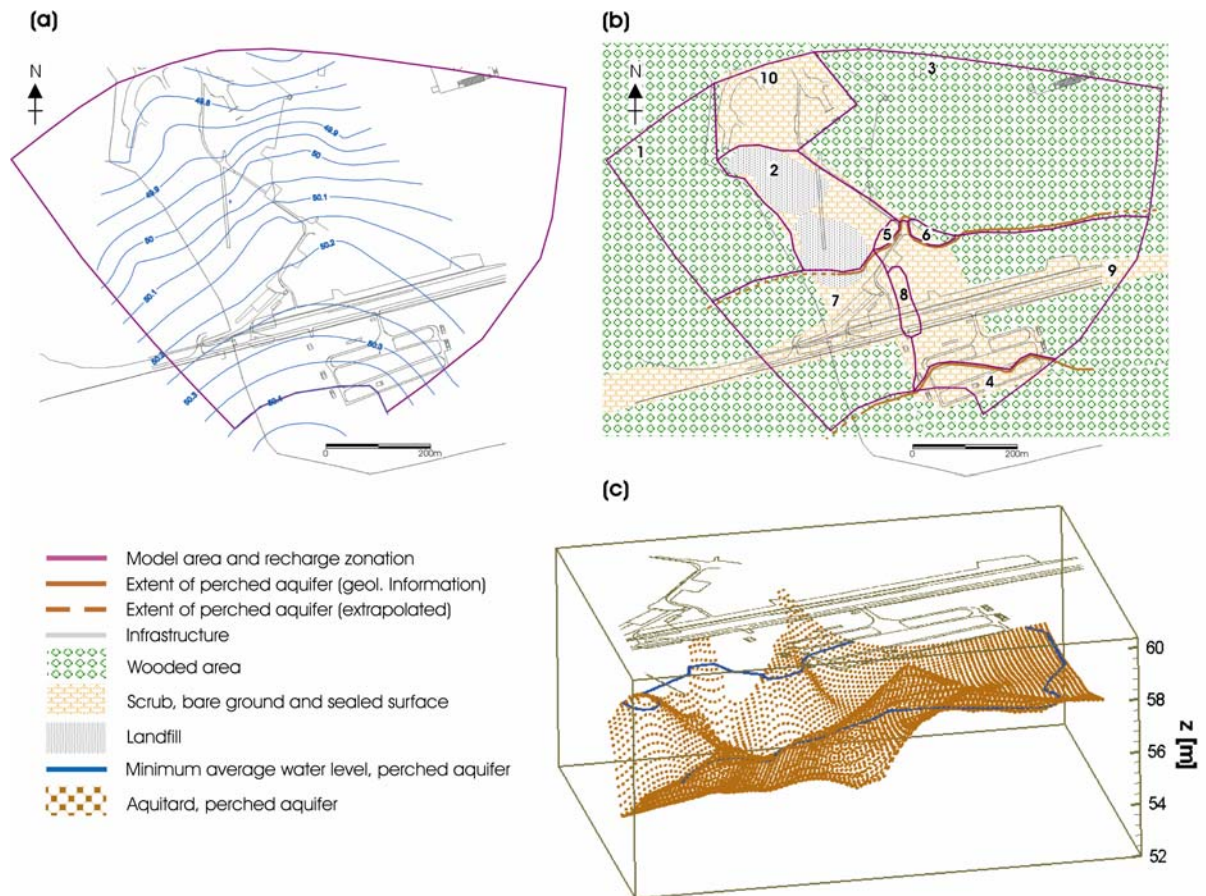 (a)
N
49.8
49.9
49.9
50
50
50.1
50.1
50.2
50.2
50.3
50.3
50.4
0
200m
(b)
N
10
3
1
2
5
6
9
7
8
4
0
200m
(c)
60
58
56
54
52
z [m]
Model area and recharge zonation
Extent of perched aquifer (geol. Information)
Extent of perched aquifer (extrapolated)
Infrastructure
Wooded area
Scrub, bare ground and sealed surface
Landfill
Minimum average water level, perched aquifer
Aquitard, perched aquifer